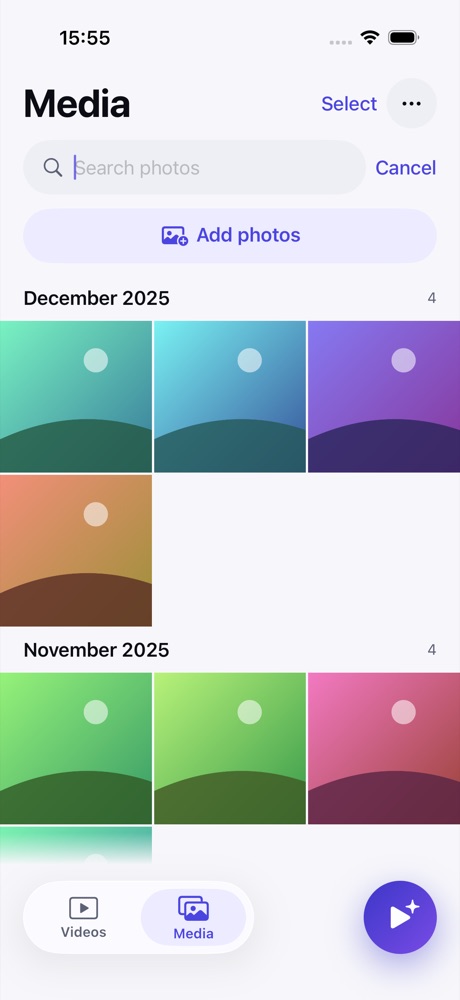 15:55
Media
Select
Search photos
Cancel
Add photos
December 2025
4
November 2025
4
Videos
Media